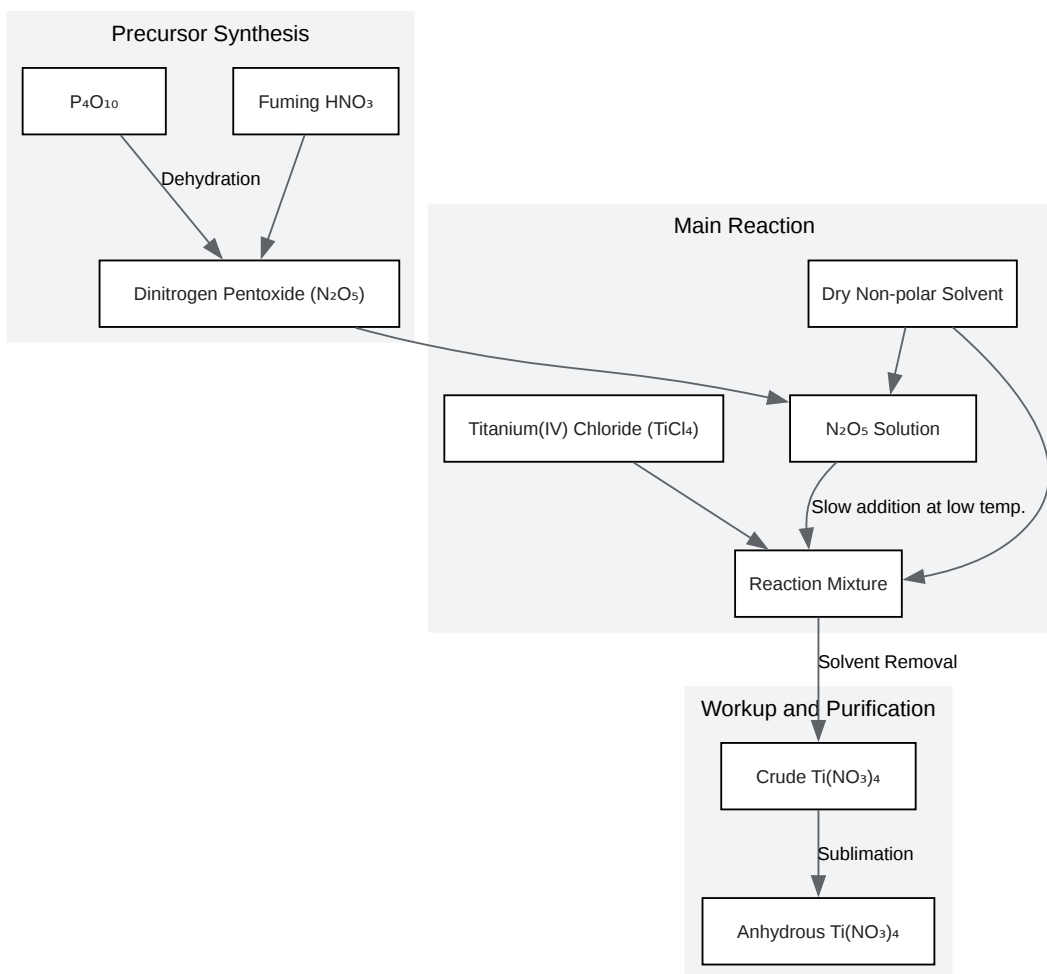 Precursor Synthesis
P₄O₁₀
Fuming HNO₃
Dehydration
Dinitrogen Pentoxide (N₂O₅)
Main Reaction
Dry Non-polar Solvent
Titanium(IV) Chloride (TiCl₄)
N₂O₅ Solution
Slow addition at low temp.
Reaction Mixture
Solvent Removal
Workup and Purification
Crude Ti(NO₃)₄
Sublimation
Anhydrous Ti(NO₃)₄